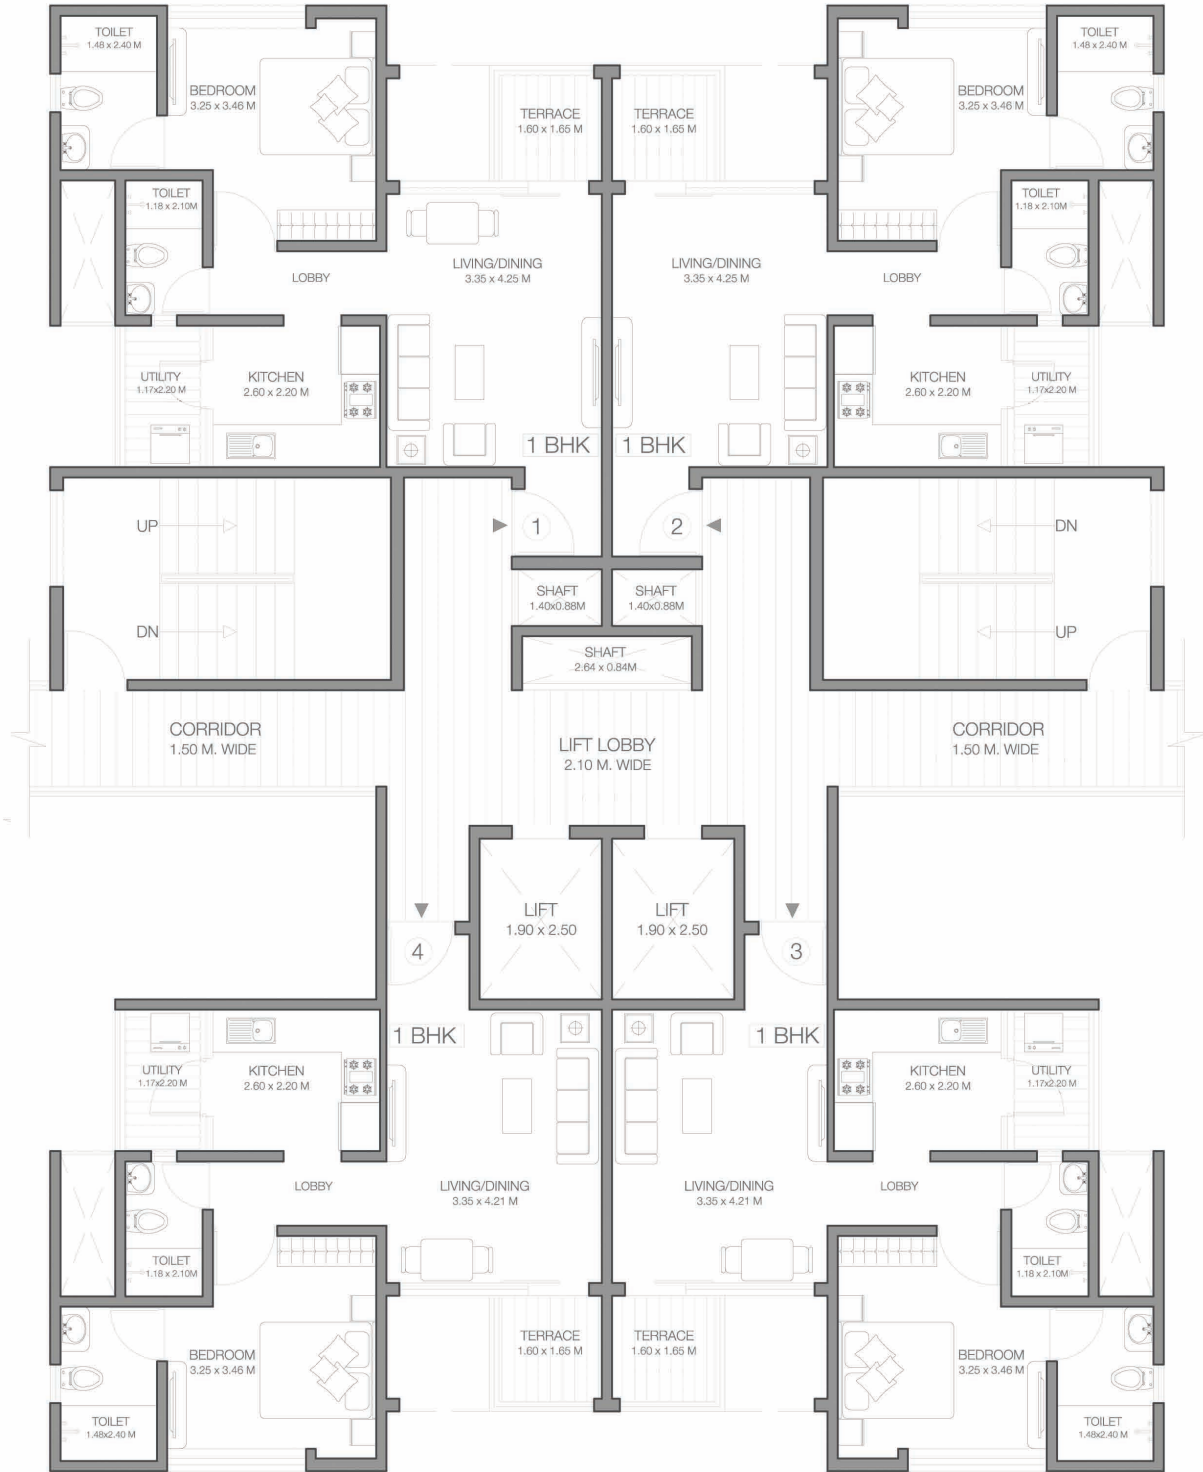 TOILET
1.48 x 2.40 M
BEDROOM
3.25 x 3.46 M
TERRACE
1.60 x 1.65 M
TERRACE
1.60 x 1.65 M
BEDROOM
3.25 x 3.46 M
TOILET
1.48 x 2.40 M
TOILET
1.18 x 2.10M
LOBBY
LIVING/DINING
3.35 x 4.25 M
LIVING/DINING
3.35 x 4.25 M
LOBBY
TOILET
1.18 x 2.10M
UTILITY
1.17x2.20 M
KITCHEN
2.60 x 2.20 M
1 BHK
1 BHK
KITCHEN
2.60 x 2.20 M
UTILITY
1.17x2.20 M
UP
1
2
DN
DN
SHAFT
1.40x0.88M
SHAFT
1.40x0.88M
UP
SHAFT
2.64 x 0.84M
CORRIDOR
1.50 M. WIDE
LIFT LOBBY
2.10 M. WIDE
CORRIDOR
1.50 M. WIDE
4
LIFT
1.90 x 2.50
LIFT
1.90 x 2.50
3
1 BHK
1 BHK
UTILITY
1.17x2.20 M
KITCHEN
2.60 x 2.20 M
KITCHEN
2.60 x 2.20 M
UTILITY
1.17x2.20 M
LOBBY
LIVING/DINING
3.35 x 4.21 M
LIVING/DINING
3.35 x 4.21 M
LOBBY
TOILET
1.18 x 2.10M
TOILET
1.18 x 2.10M
BEDROOM
3.25 x 3.46 M
TERRACE
1.60 x 1.65 M
TERRACE
1.60 x 1.65 M
BEDROOM
3.25 x 3.46 M
TOILET
1.48x2.40 M
TOILET
1.48x2.40 M